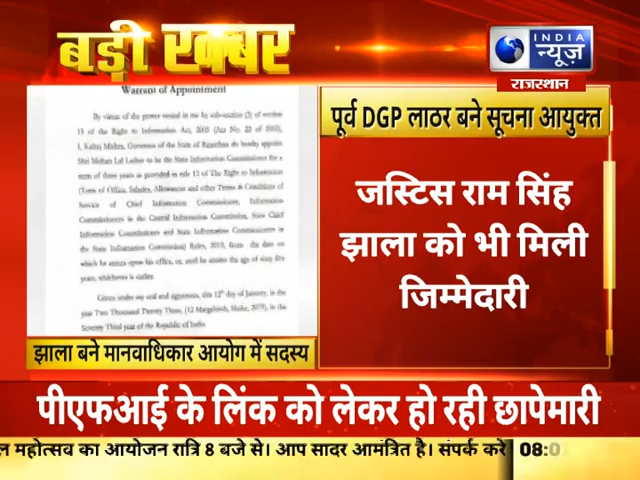 बड़ी ख़बर
INDIA
न्यूज़
राजस्थान
Warrant of Appointment
By virtue of the power vested in me by sub-section (3) of section
15 of the Right to Information Act, 2005 (Act No. 22 of 2005),
I, Kalraj Mishra, Governor of the State of Rajasthan do hereby appoint
Shri Mohan Lal Lather to be the State Information Commissioner for a
term of three years as provided in rule 12 of The Right to Information
(Term of Office, Salaries, Allowances and other Terms & Conditions of
Service of Chief Information Commissioner, Information
Commissioners in the Central Information Commission, State Chief
Information Commissioner and State Information Commissioners in
the State Information Commission) Rules, 2019, from the date on
which he enters upon his office, or, until he attains the age of sixty five
years, whichever is earlier.
Given under my seal and signatures, this 12th day of January, in the
year Two Thousand Twenty Three, (12 Margshirsh, Shake, 2079), in the
Seventy Third year of the Republic of India.
पूर्व DGP लाठर बने सूचना आयुक्त
जस्टिस राम सिंह
झाला को भी मिली
जिम्मेदारी
झाला बने मानवाधिकार आयोग में सदस्य
पीएफआई के लिंक को लेकर हो रही छापेमारी
महोत्सव का आयोजन रात्रि 8 बजे से। आप सादर आमंत्रित है। संपर्क करें